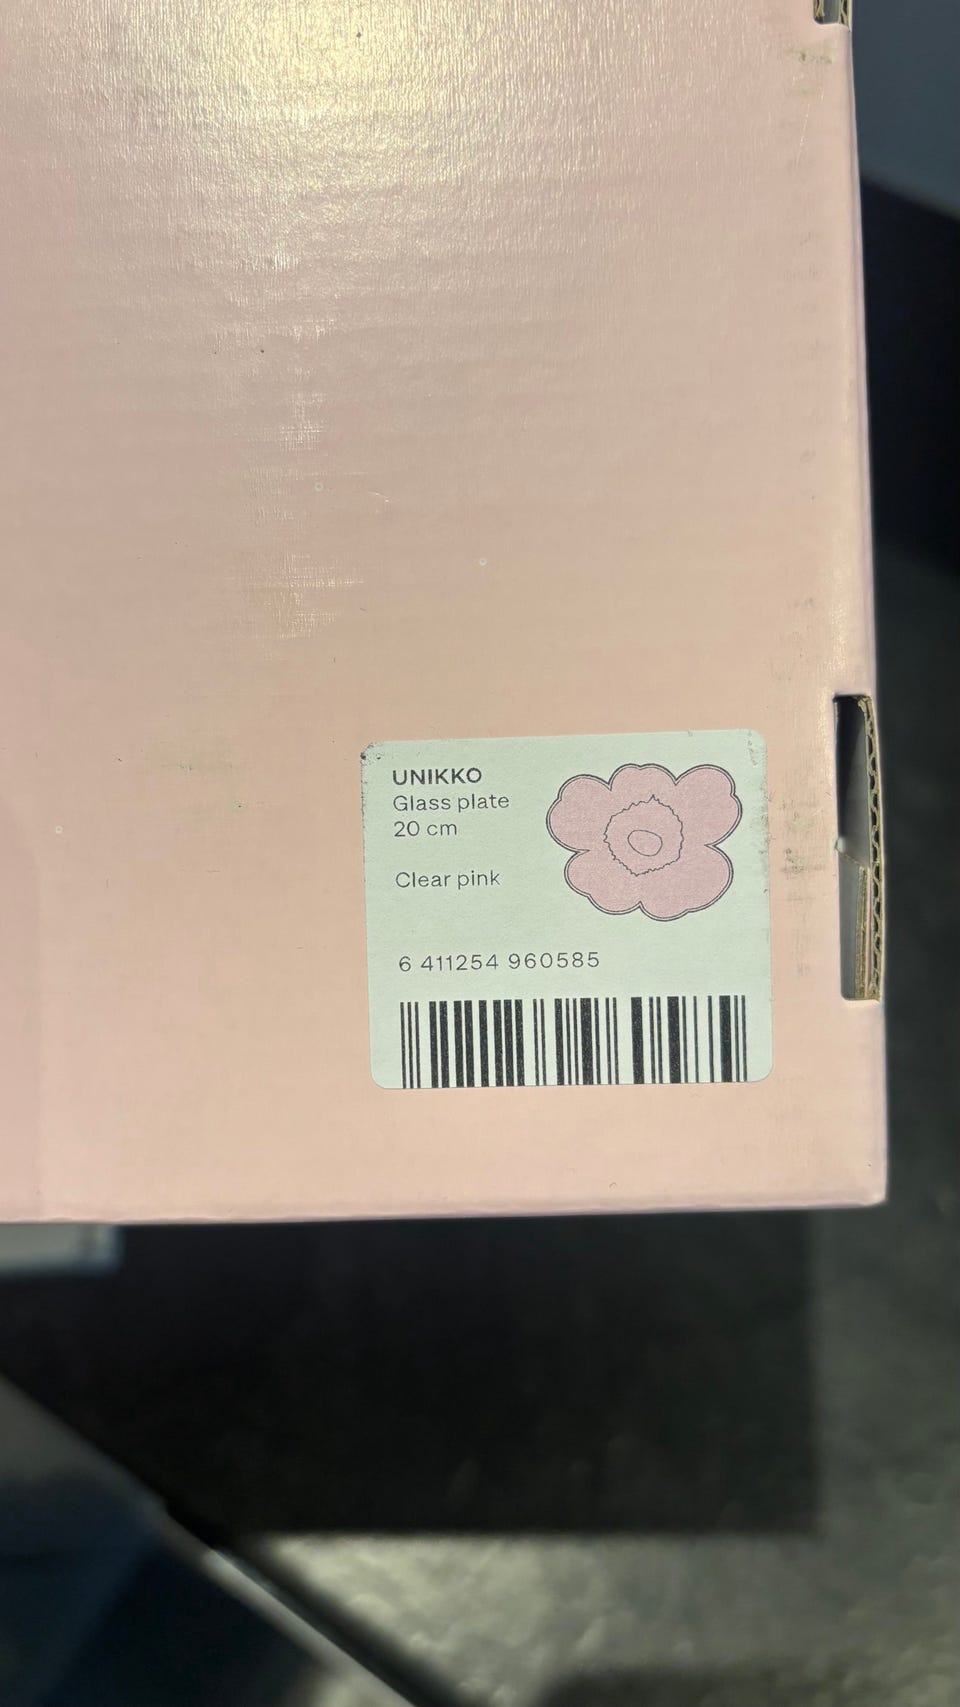 UNIKKO
Glass plate
20 cm
Clear pink
6 411254 960585